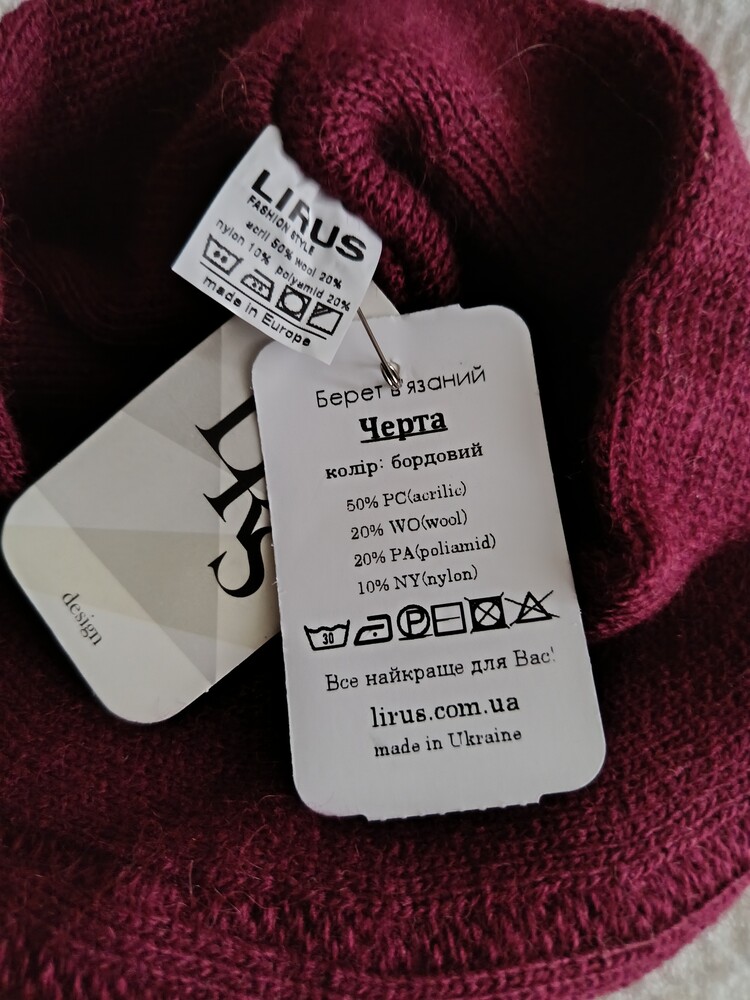 LIRUS
FASHION STYLE
acril 50% wool 20%
nylon 10% polyamid 20%
made in Europe
design
Берет в'язаний
Черта
колір: бордовий
50% PC(acrilic)
20% WO(wool)
20% PA(poliamid)
10% NY(nylon)
30 P
Все найкраще для Вас!
lirus.com.ua
made in Ukraine